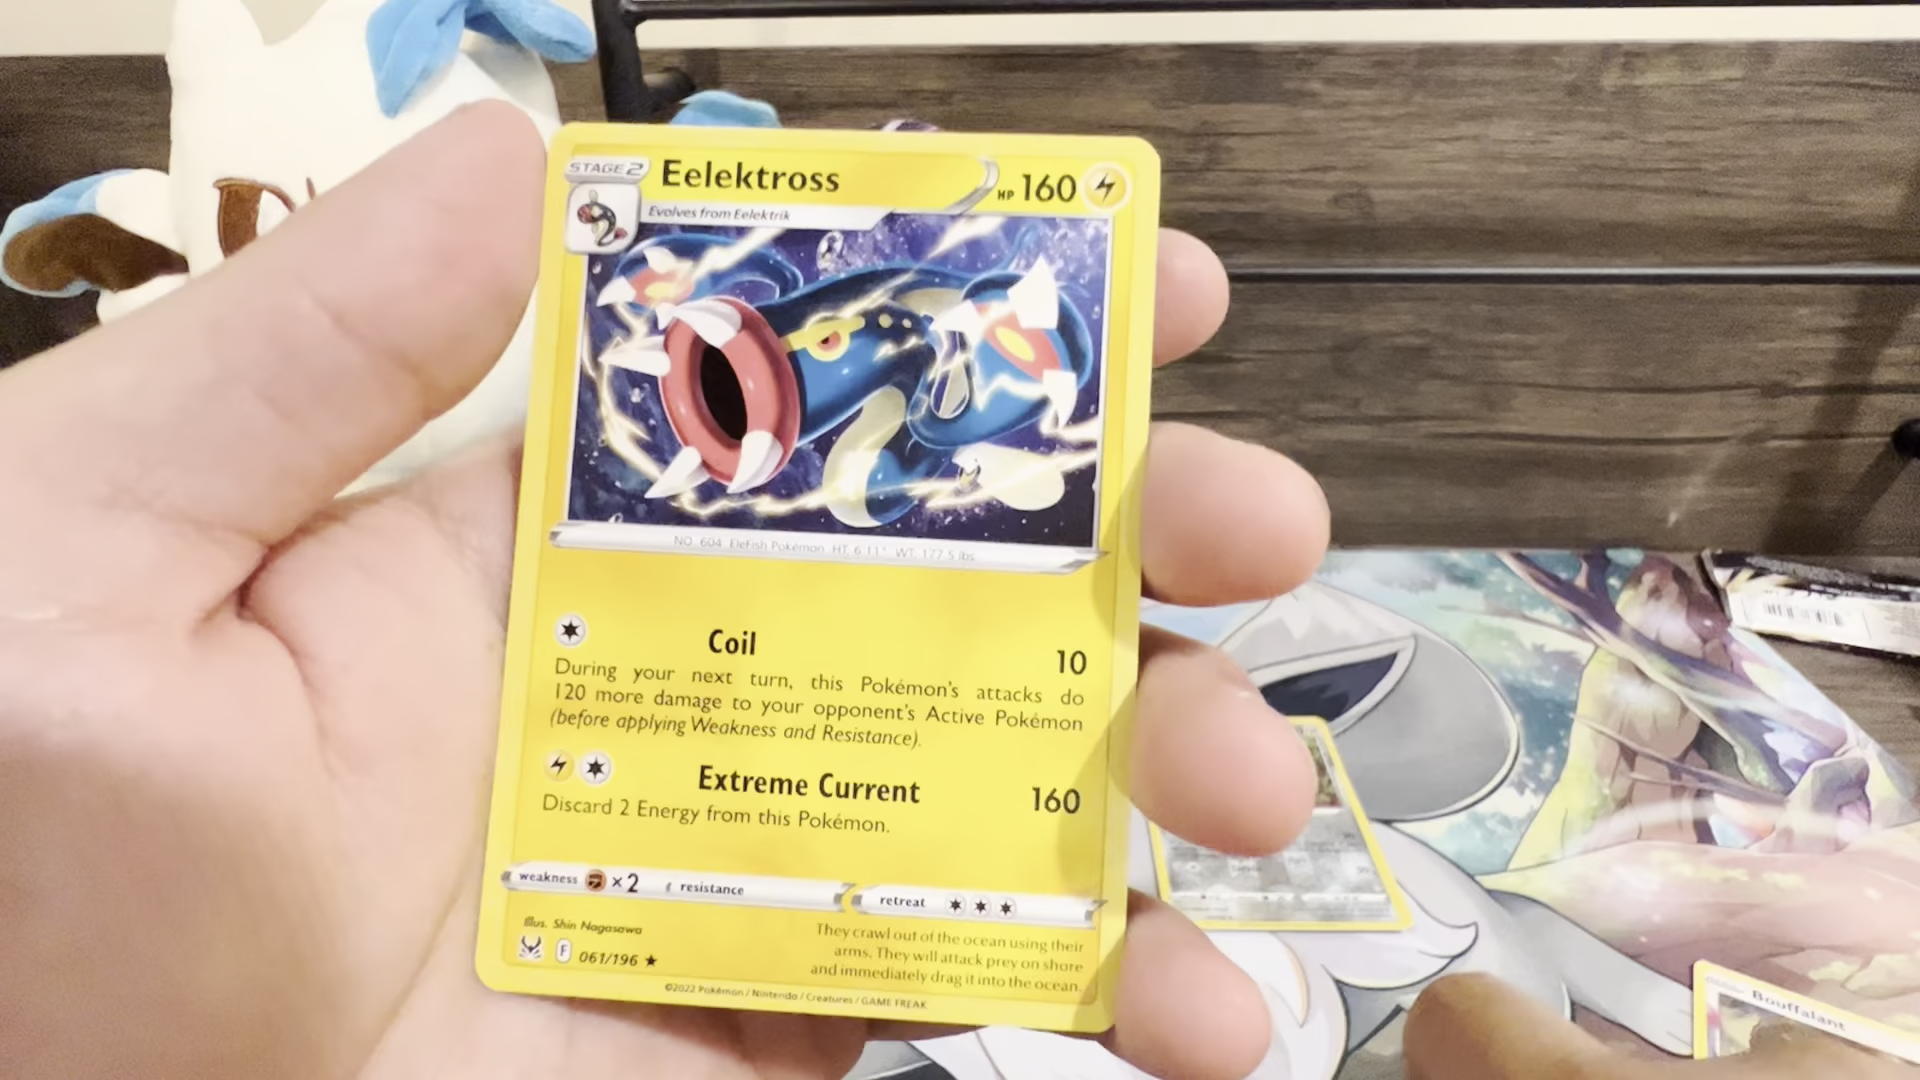 STAGE 2
Eelektross
HP 160
Evolves from Eelektrik
NO. 604 EleFish Pokémon HT. 6'11" WT. 177.5 lbs
Coil 10
During your next turn, this Pokémon's attacks do
120 more damage to your opponent's Active Pokémon
(before applying Weakness and Resistance).
Extreme Current 160
Discard 2 Energy from this Pokémon.
weakness ×2 resistance retreat
Illus. Shin Nagasawa
F 061/196 ★
They crawl out of the ocean using their
arms. They will attack prey on shore
and immediately drag it into the ocean.
©2022 Pokémon / Nintendo / Creatures / GAME FREAK
Bouffalant